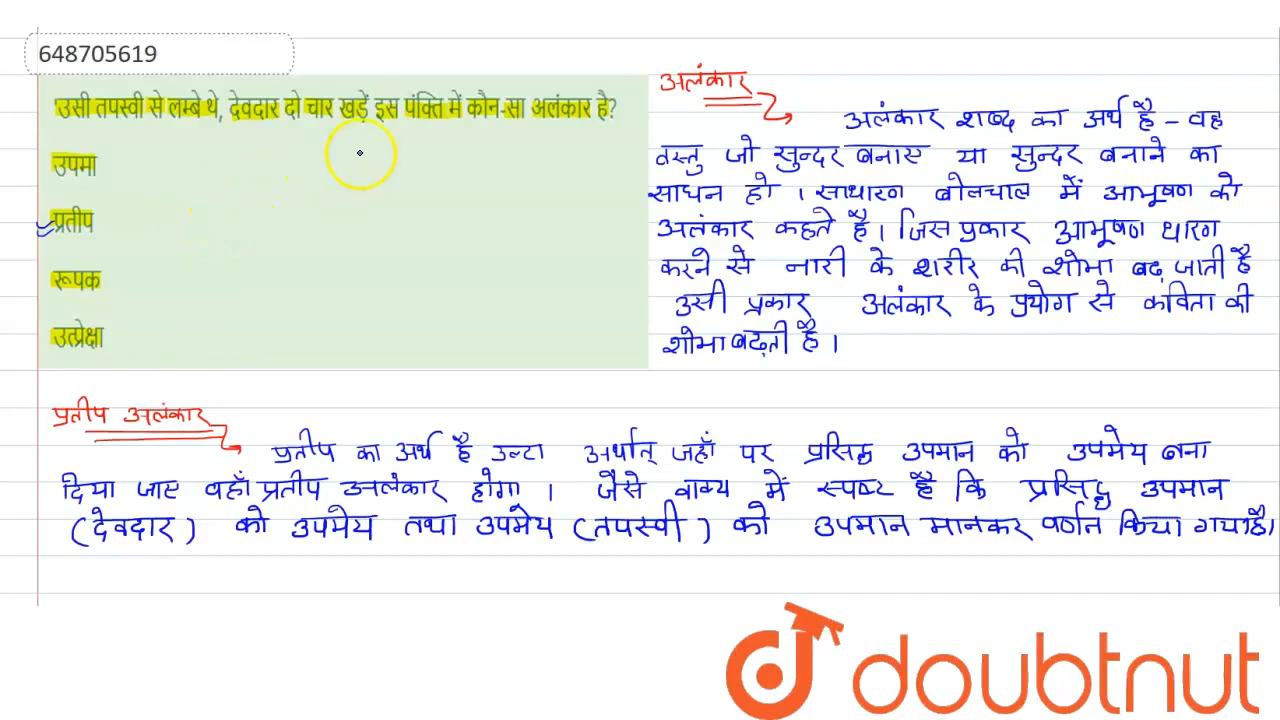 648705619
'उसी तपस्वी से लम्बे थे, देवदार दो चार खड़ें इस पंक्ति में कौन-सा अलंकार है?
उपमा
प्रतीप
रूपक
उत्प्रेक्षा
अलंकार
अलंकार शब्द का अर्थ है - वह
वस्तु जो सुन्दर बनाए या सुन्दर बनाने का
साधन हो । साधारण बोलचाल में आभूषण को
अलंकार कहते है । जिस प्रकार आभूषण धारण
करने से नारी के शरीर की शोभा बढ़ जाती है
उसी प्रकार अलंकार के प्रयोग से कविता की
शोभा बढ़ती है ।
प्रतीप अलंकार
प्रतीप का अर्थ है उल्टा अर्थात् जहाँ पर प्रसिद्ध उपमान को उपमेय बना
दिया जाए वहाँ प्रतीप अलंकार होगा । जैसे वाक्य में स्पष्ट है कि प्रसिद्ध उपमान
(देवदार) को उपमेय तथा उपमेय (तपस्वी) को उपमान मानकर वर्णन किया गया है।
doubtnut